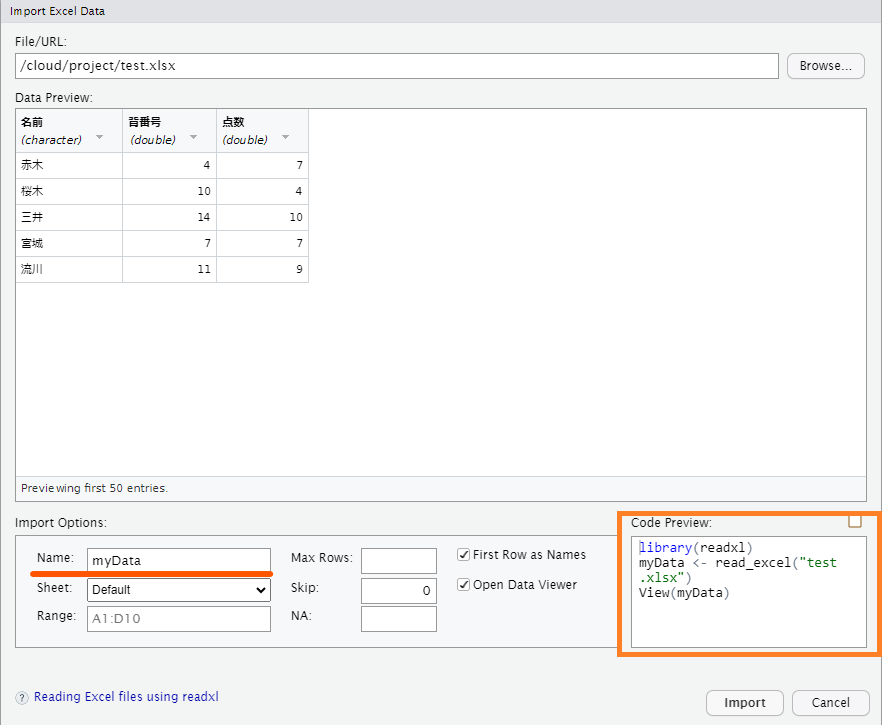 Import Excel Data
File/URL:
/cloud/project/test.xlsx
Browse...
Data Preview:
名前 背番号 点数
(character) (double) (double)
赤木 4 7
桜木 10 4
三井 14 10
宮城 7 7
流川 11 9
Previewing first 50 entries.
Import Options:
Name: myData
Sheet: Default
Range: A1:D10
Max Rows:
Skip: 0
NA:
First Row as Names
Open Data Viewer
Code Preview:
library(readxl)
myData <- read_excel("test
.xlsx")
View(myData)
? Reading Excel files using readxl
Import Cancel